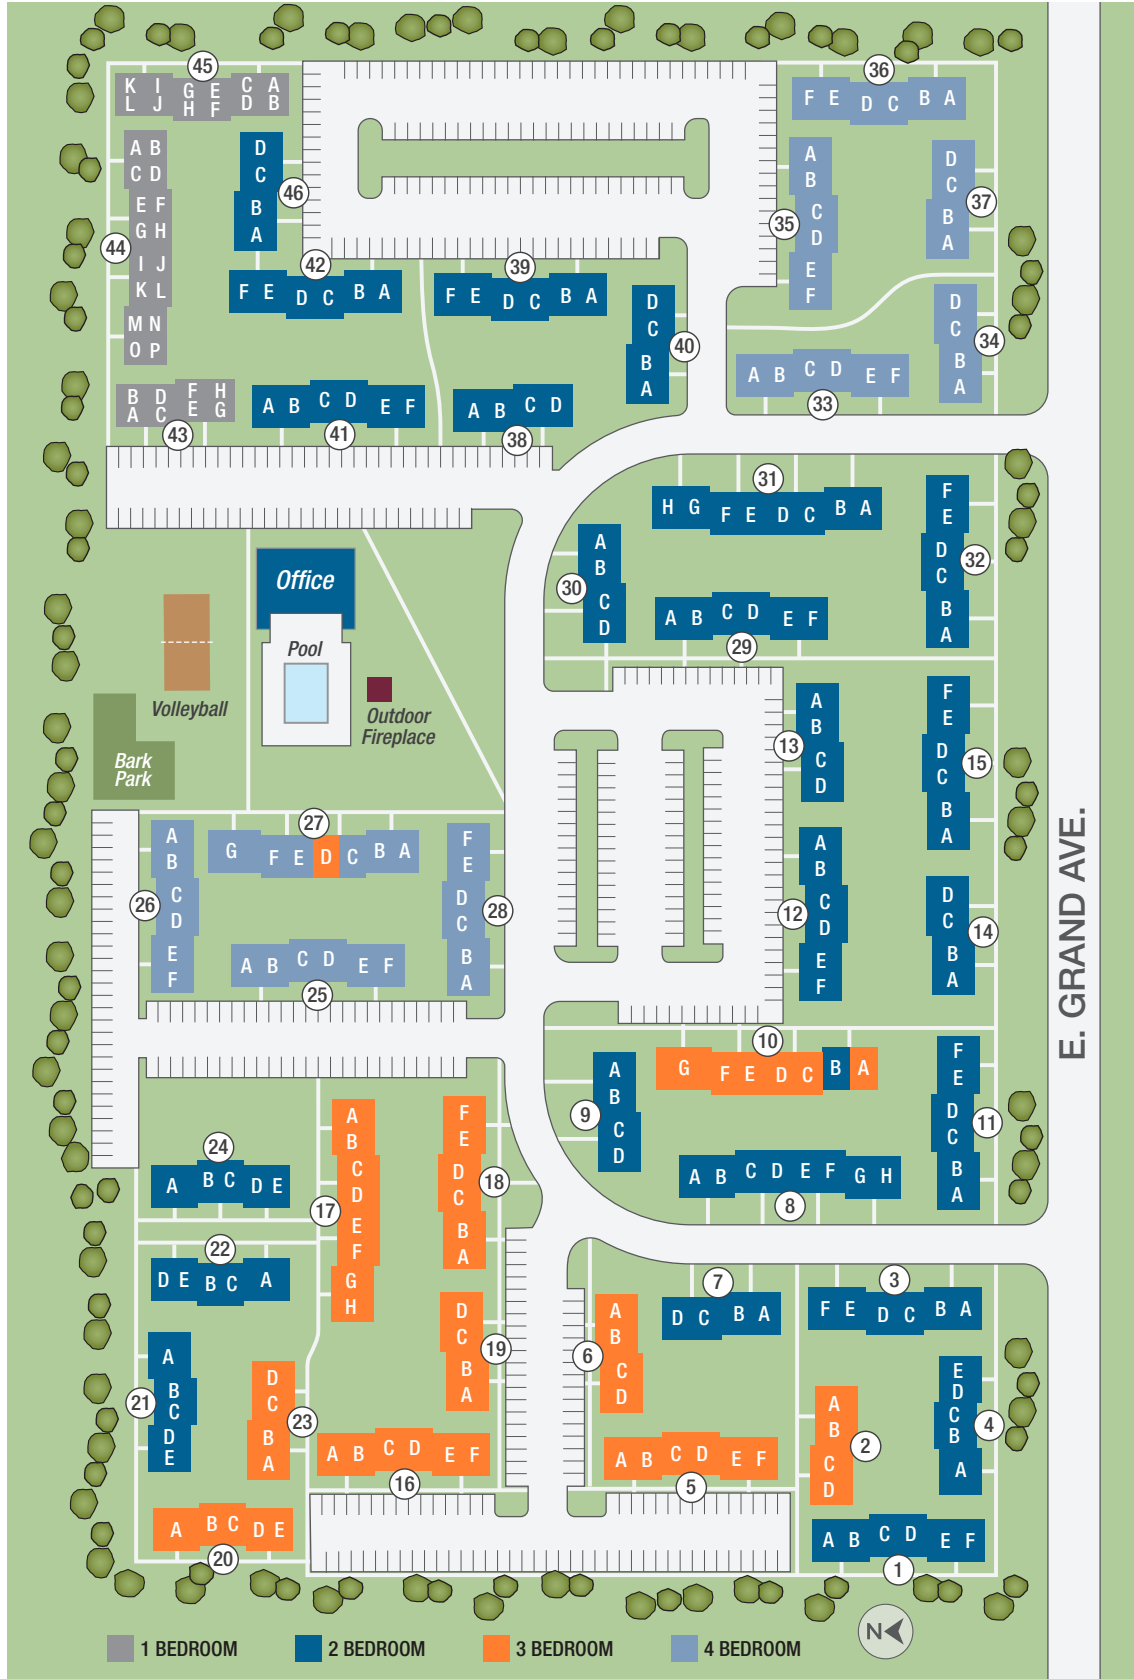 45
K I G E C A
L J H F D B
36
F E D C B A
A B
C D
E F
G H
I J
K L
M N
O P
44
D
C
B
A
46
A
B
C
D
E
F
35
D
C
B
A
37
42
F E D C B A
39
F E D C B A
D
C
B
A
40
D
C
B
A
34
B D F H
A C E G
43
A B C D E F
41
A B C D
38
A B C D E F
33
31
H G F E D C B A
F
E
D
C
B
A
32
A
B
C
D
30
A B C D E F
29
Office
Pool
Volleyball
Outdoor
Fireplace
Bark
Park
A
B
C
D
13
F
E
D
C
B
A
15
27
G F E D C B A
A
B
C
D
E
F
26
F
E
D
C
B
A
28
A B C D E F
25
A
B
C
D
E
F
12
D
C
B
A
14
E. GRAND AVE.
10
G F E D C B A
A
B
C
D
9
F
E
D
C
B
A
11
A B C D E F G H
8
24
A B C D E
A
B
C
D
E
F
G
H
17
F
E
D
C
B
A
18
22
D E B C A
7
D C B A
3
F E D C B A
D
C
B
A
19
A
B
C
D
6
A
B
C
D
E
21
D
C
B
A
23
A
B
C
D
2
E
D
C
B
A
4
A B C D E F
16
A B C D E F
5
A B C D E
20
A B C D E F
1
N
1 BEDROOM
2 BEDROOM
3 BEDROOM
4 BEDROOM